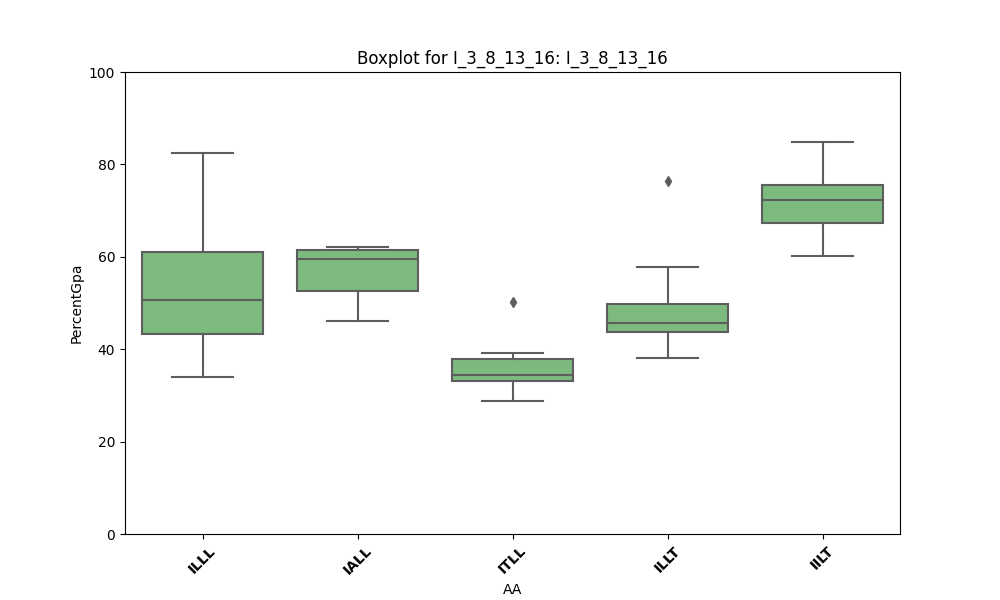 Boxplot for I_3_8_13_16: I_3_8_13_16
100
80
60
40
20
0
PercentGpa
ILLL
IALL
ITLL
ILLT
IILT
AA